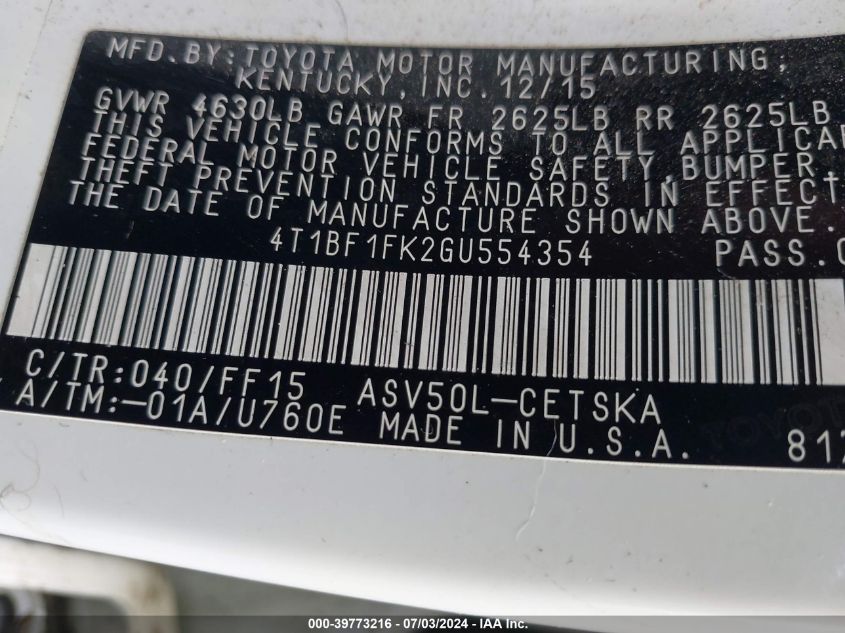 MFD. BY: TOYOTA MOTOR MANUFACTURING,
KENTUCKY, INC. 12/15
GVWR 4630LB GAWR FR 2625LB RR 2625LB
THIS VEHICLE CONFORMS TO ALL APPLICA
FEDERAL MOTOR VEHICLE SAFETY, BUMPER,
THEFT PREVENTION STANDARDS IN EFFECT
THE DATE OF MANUFACTURE SHOWN ABOVE.
4T1BF1FK2GU554354 PASS.
C/TR:040/FF15 ASV50L-CETSKA
A/TM:-01A/U760E MADE IN U.S.A. 812
000-39773216 - 07/03/2024 - IAA Inc.